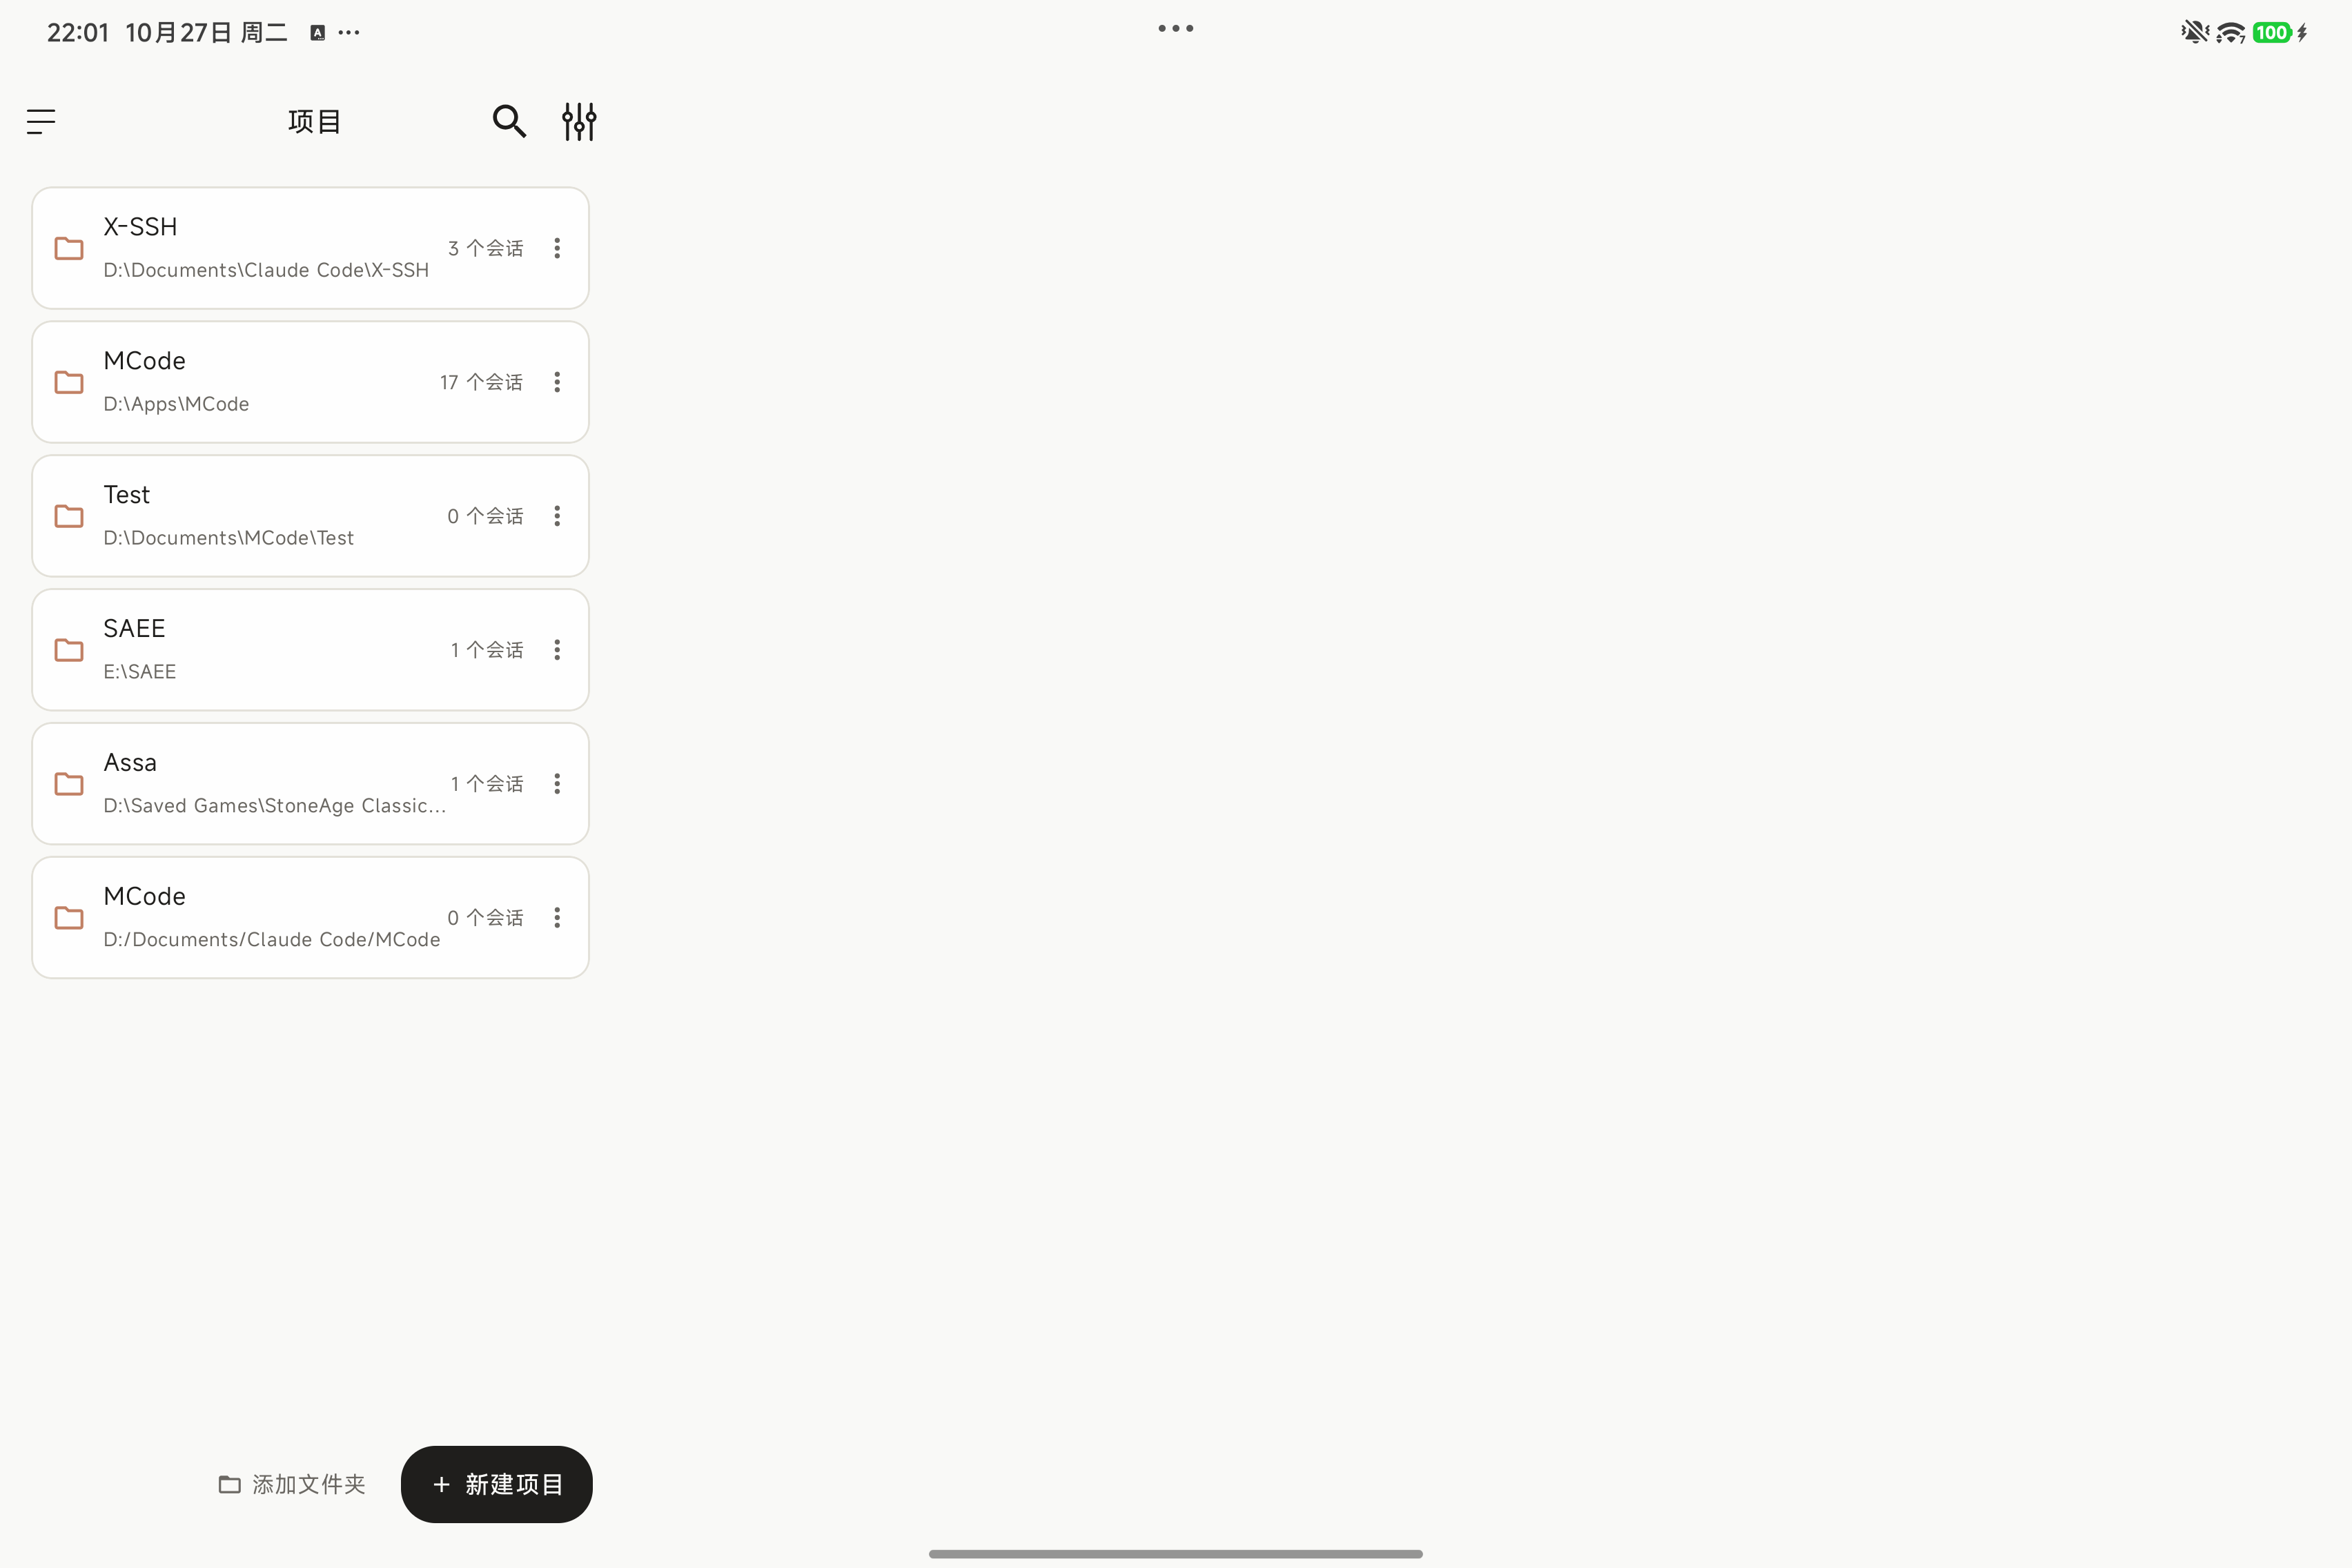 22:01 10月27日 周二 A ···
100
项目
X-SSH
3 个会话
D:\Documents\Claude Code\X-SSH
MCode
17 个会话
D:\Apps\MCode
Test
0 个会话
D:\Documents\MCode\Test
SAEE
1 个会话
E:\SAEE
Assa
1 个会话
D:\Saved Games\StoneAge Classic...
MCode
0 个会话
D:/Documents/Claude Code/MCode
添加文件夹
+ 新建项目